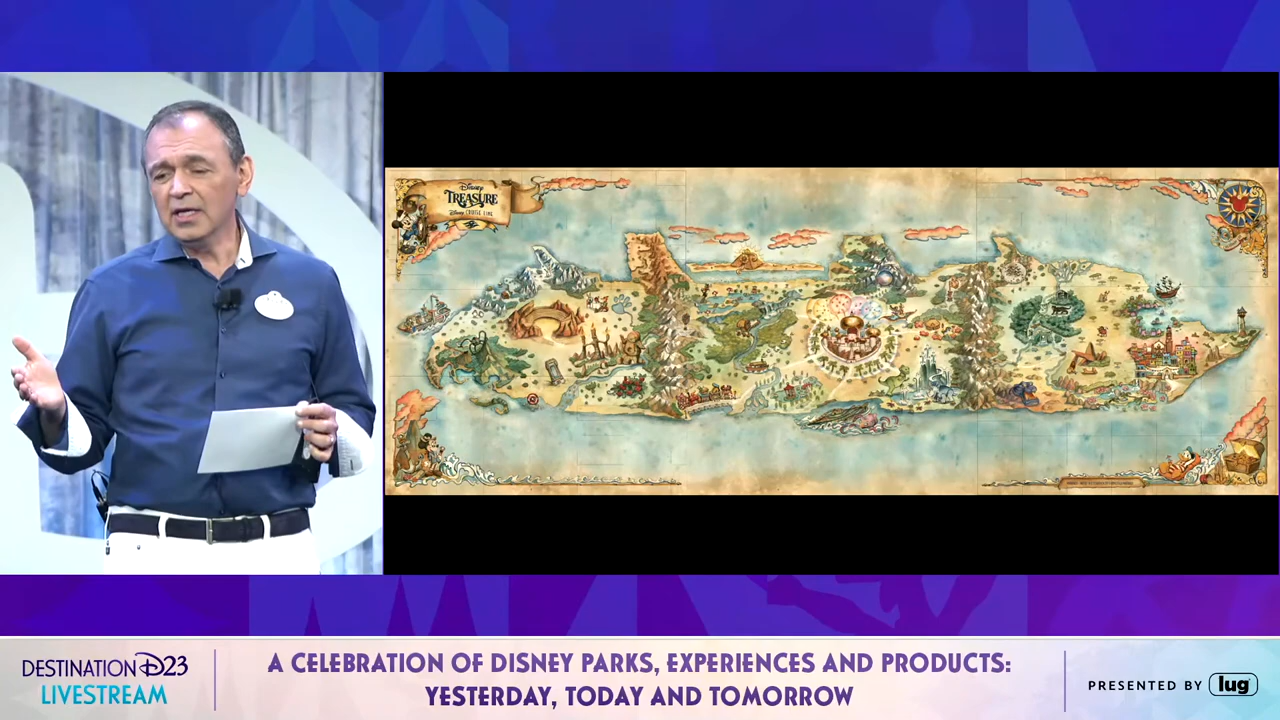 Disney
TREASURE
Disney CRUISE LINE
DESTINATION D23
LIVESTREAM
A CELEBRATION OF DISNEY PARKS, EXPERIENCES AND PRODUCTS:
YESTERDAY, TODAY AND TOMORROW
PRESENTED BY lug